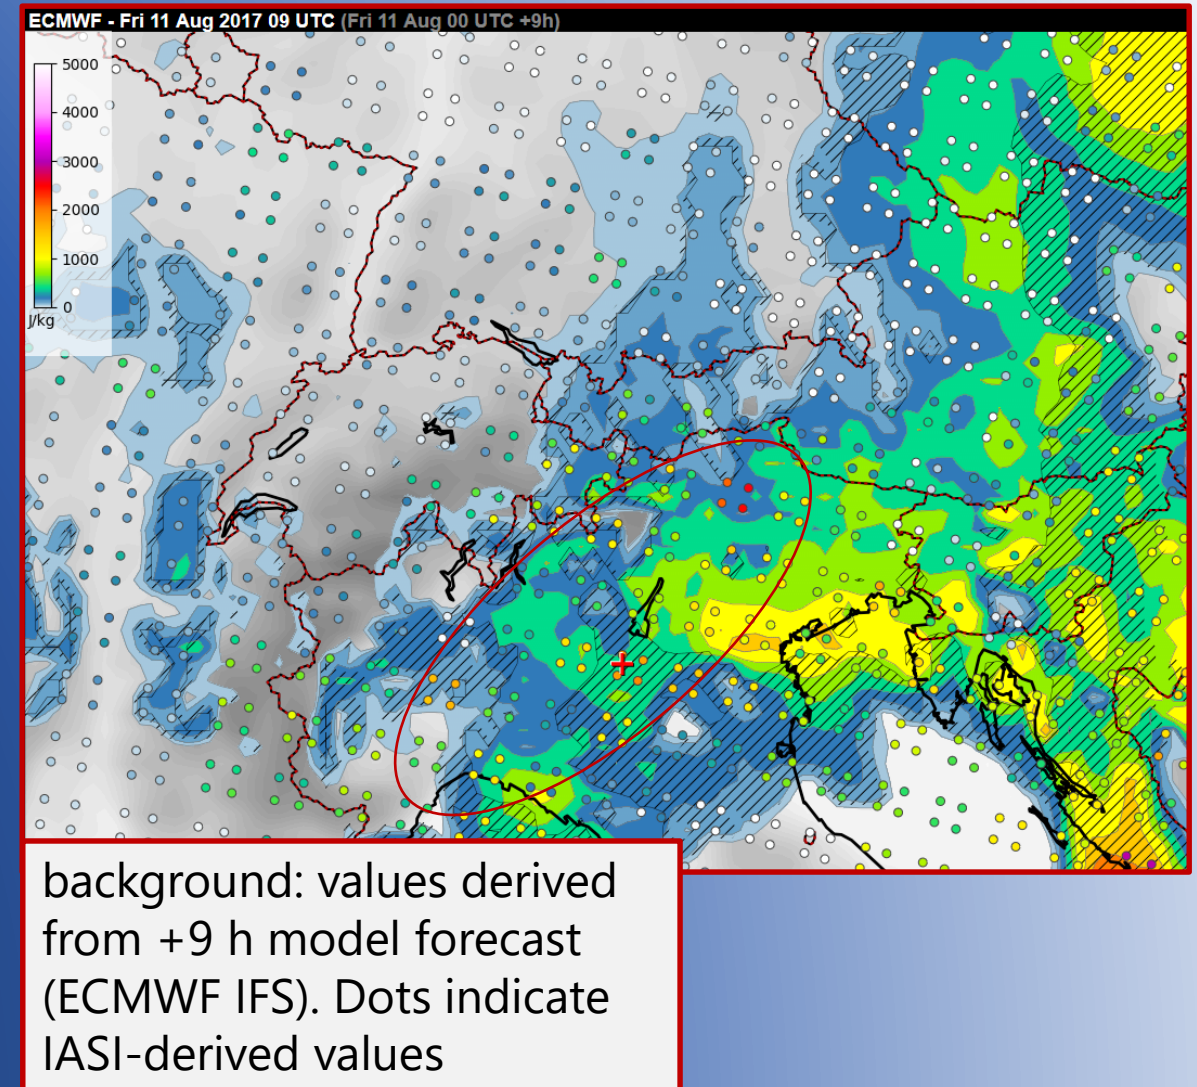 ECMWF - Fri 11 Aug 2017 09 UTC (Fri 11 Aug 00 UTC +9h)
5000
4000
3000
2000
1000
0
J/kg
background: values derived
from +9 h model forecast
(ECMWF IFS). Dots indicate
IASI-derived values